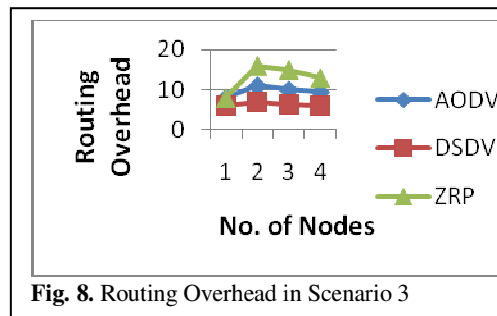 20
10
0
Routing
Overhead
1 2 3 4
No. of Nodes
AODV
DSDV
ZRP
Fig. 8. Routing Overhead in Scenario 3